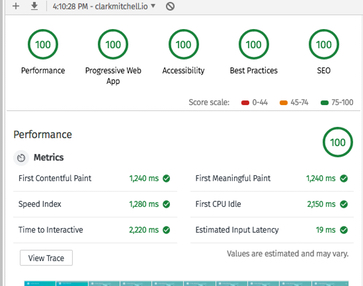 4:10:28 PM - clarkmitchell.io
100 100 100 100 100
Performance Progressive Web App Accessibility Best Practices SEO
Score scale: 0-44 45-74 75-100
Performance 100
Metrics
First Contentful Paint 1,240 ms First Meaningful Paint 1,240 ms
Speed Index 1,280 ms First CPU Idle 2,150 ms
Time to Interactive 2,220 ms Estimated Input Latency 19 ms
View Trace Values are estimated and may vary.